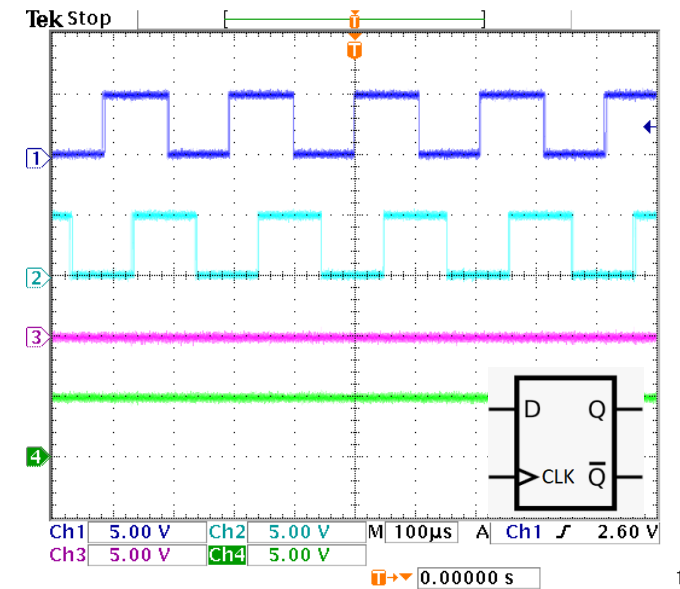 Tek Stop
T
T
1
2
3
4
D Q
CLK Q̅
Ch1 5.00 V Ch2 5.00 V M 100µs A Ch1 ʃ 2.60 V
Ch3 5.00 V Ch4 5.00 V
T→▼ 0.00000 s